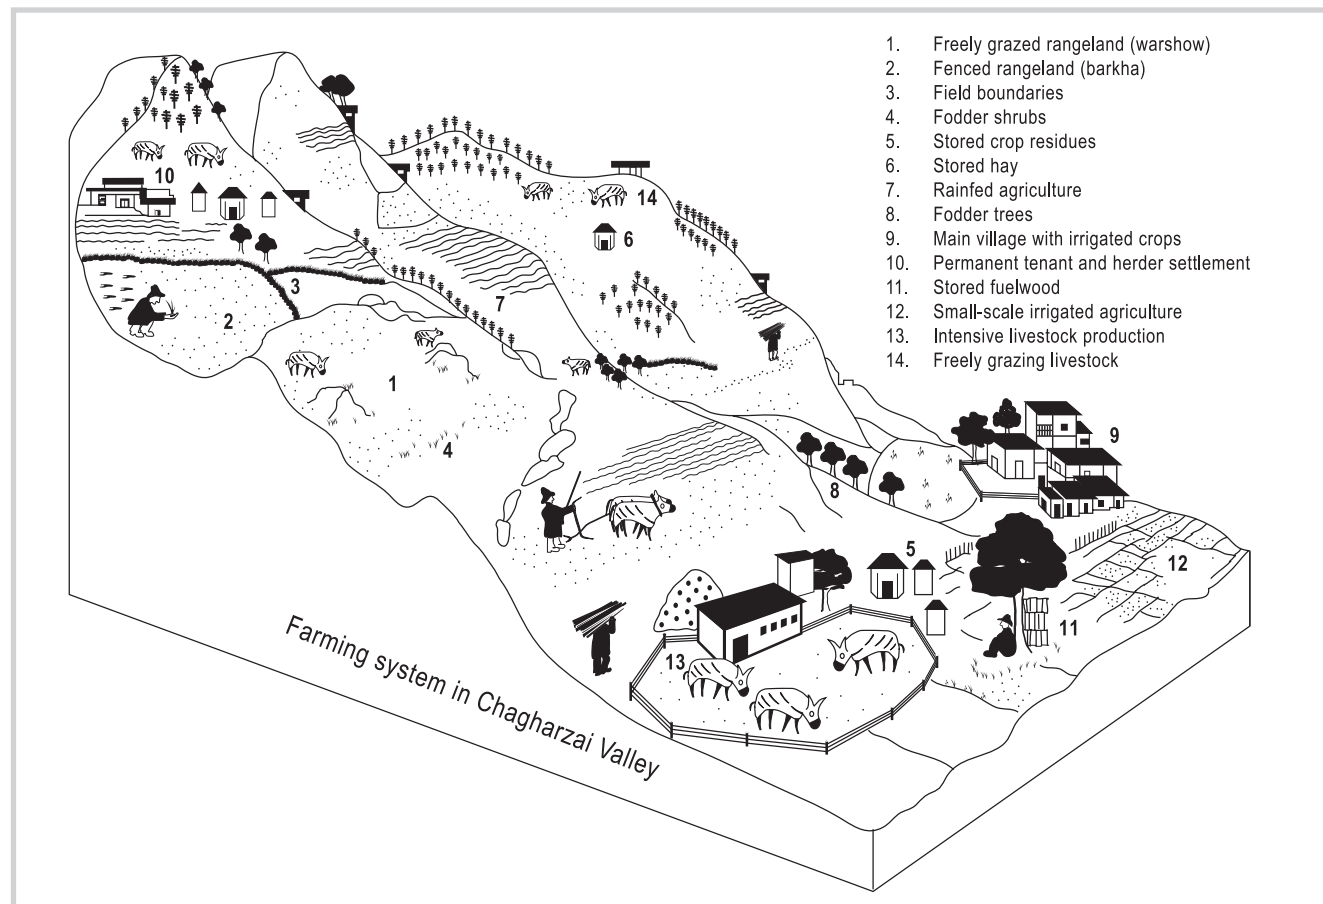 1. Freely grazed rangeland (warshow)
2. Fenced rangeland (barkha)
3. Field boundaries
4. Fodder shrubs
5. Stored crop residues
6. Stored hay
7. Rainfed agriculture
8. Fodder trees
9. Main village with irrigated crops
10. Permanent tenant and herder settlement
11. Stored fuelwood
12. Small-scale irrigated agriculture
13. Intensive livestock production
14. Freely grazing livestock
10
14
6
3
7
2
1
4
9
8
5
12
11
13
Farming system in Chagharzai Valley